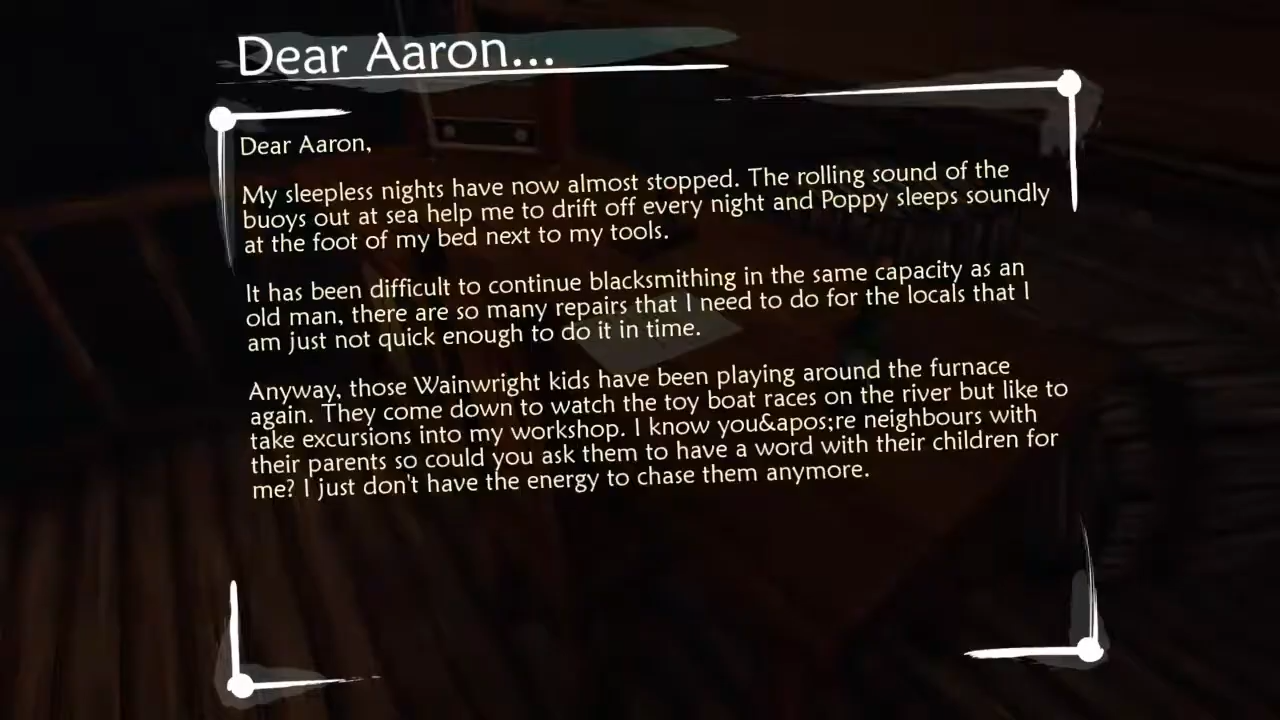 Dear Aaron...
Dear Aaron,
My sleepless nights have now almost stopped. The rolling sound of the
buoys out at sea help me to drift off every night and Poppy sleeps soundly
at the foot of my bed next to my tools.
It has been difficult to continue blacksmithing in the same capacity as an
old man, there are so many repairs that I need to do for the locals that I
am just not quick enough to do it in time.
Anyway, those Wainwright kids have been playing around the furnace
again. They come down to watch the toy boat races on the river but like to
take excursions into my workshop. I know you&apos;re neighbours with
their parents so could you ask them to have a word with their children for
me? I just don't have the energy to chase them anymore.